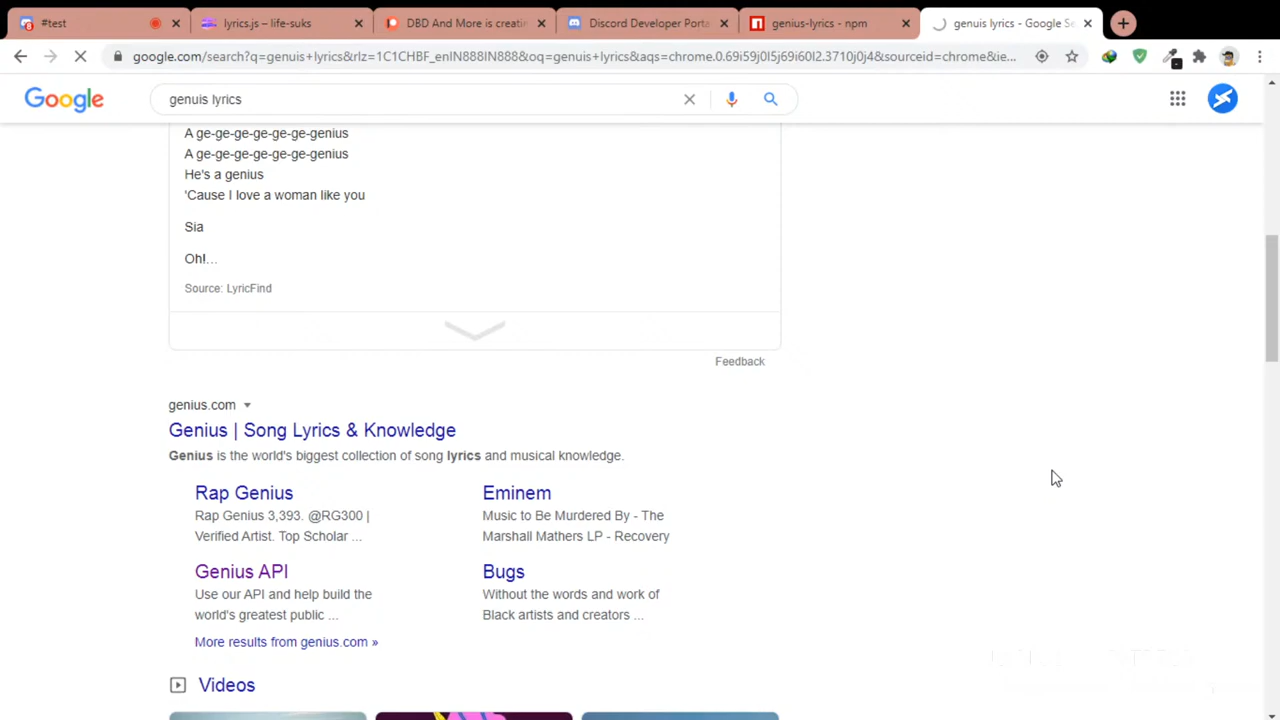 #test
lyrics.js – life-suks
DBD And More is creatin
Discord Developer Porta
genius-lyrics - npm
genuis lyrics - Google Se
google.com/search?q=genuis+lyrics&rlz=1C1CHBF_enIN888IN888&oq=genuis+lyrics&aqs=chrome.0.69i59j0l5j69i60l2.3710j0j4&sourceid=chrome&ie...
Google
genuis lyrics
A ge-ge-ge-ge-ge-ge-genius
A ge-ge-ge-ge-ge-ge-genius
He's a genius
'Cause I love a woman like you
Sia
Oh!...
Source: LyricFind
Feedback
genius.com
Genius | Song Lyrics & Knowledge
Genius is the world's biggest collection of song lyrics and musical knowledge.
Rap Genius
Rap Genius 3,393. @RG300 |
Verified Artist. Top Scholar ...
Eminem
Music to Be Murdered By - The
Marshall Mathers LP - Recovery
Genius API
Use our API and help build the
world's greatest public ...
Bugs
Without the words and work of
Black artists and creators ...
More results from genius.com »
Videos